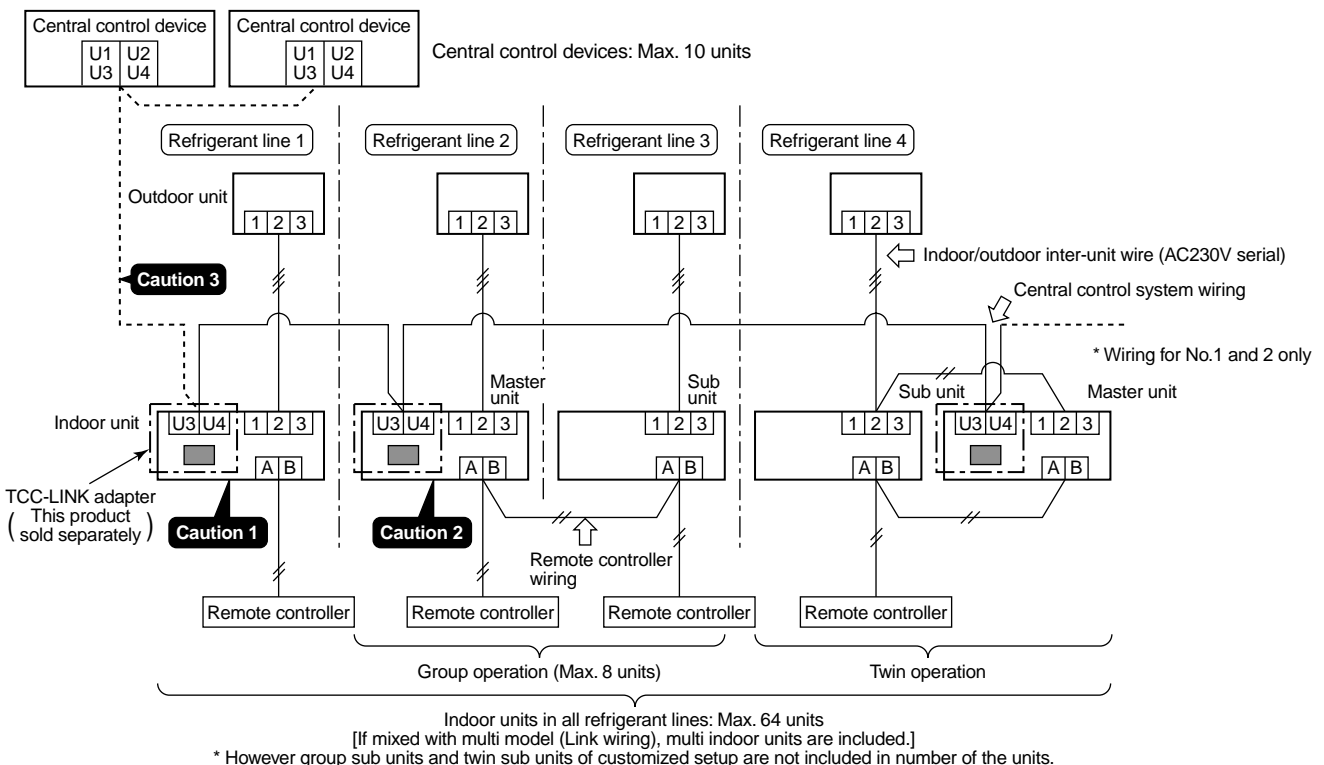 Central control device
U1 U2
U3 U4
Central control device
U1 U2
U3 U4
Central control devices: Max. 10 units
Refrigerant line 1
Refrigerant line 2
Refrigerant line 3
Refrigerant line 4
Outdoor unit
1 2 3
1 2 3
1 2 3
1 2 3
Indoor/outdoor inter-unit wire (AC230V serial)
Caution 3
Central control system wiring
* Wiring for No.1 and 2 only
Master
unit
Sub
unit
Sub unit
Master unit
Indoor unit
U3 U4
1 2 3
U3 U4
1 2 3
1 2 3
1 2 3
U3 U4
1 2 3
A B
A B
A B
A B
A B
TCC-LINK adapter
( This product
sold separately )
Caution 1
Caution 2
Remote controller
wiring
Remote controller
Remote controller
Remote controller
Remote controller
Group operation (Max. 8 units)
Twin operation
Indoor units in all refrigerant lines: Max. 64 units
[If mixed with multi model (Link wiring), multi indoor units are included.]
* However group sub units and twin sub units of customized setup are not included in number of the units.